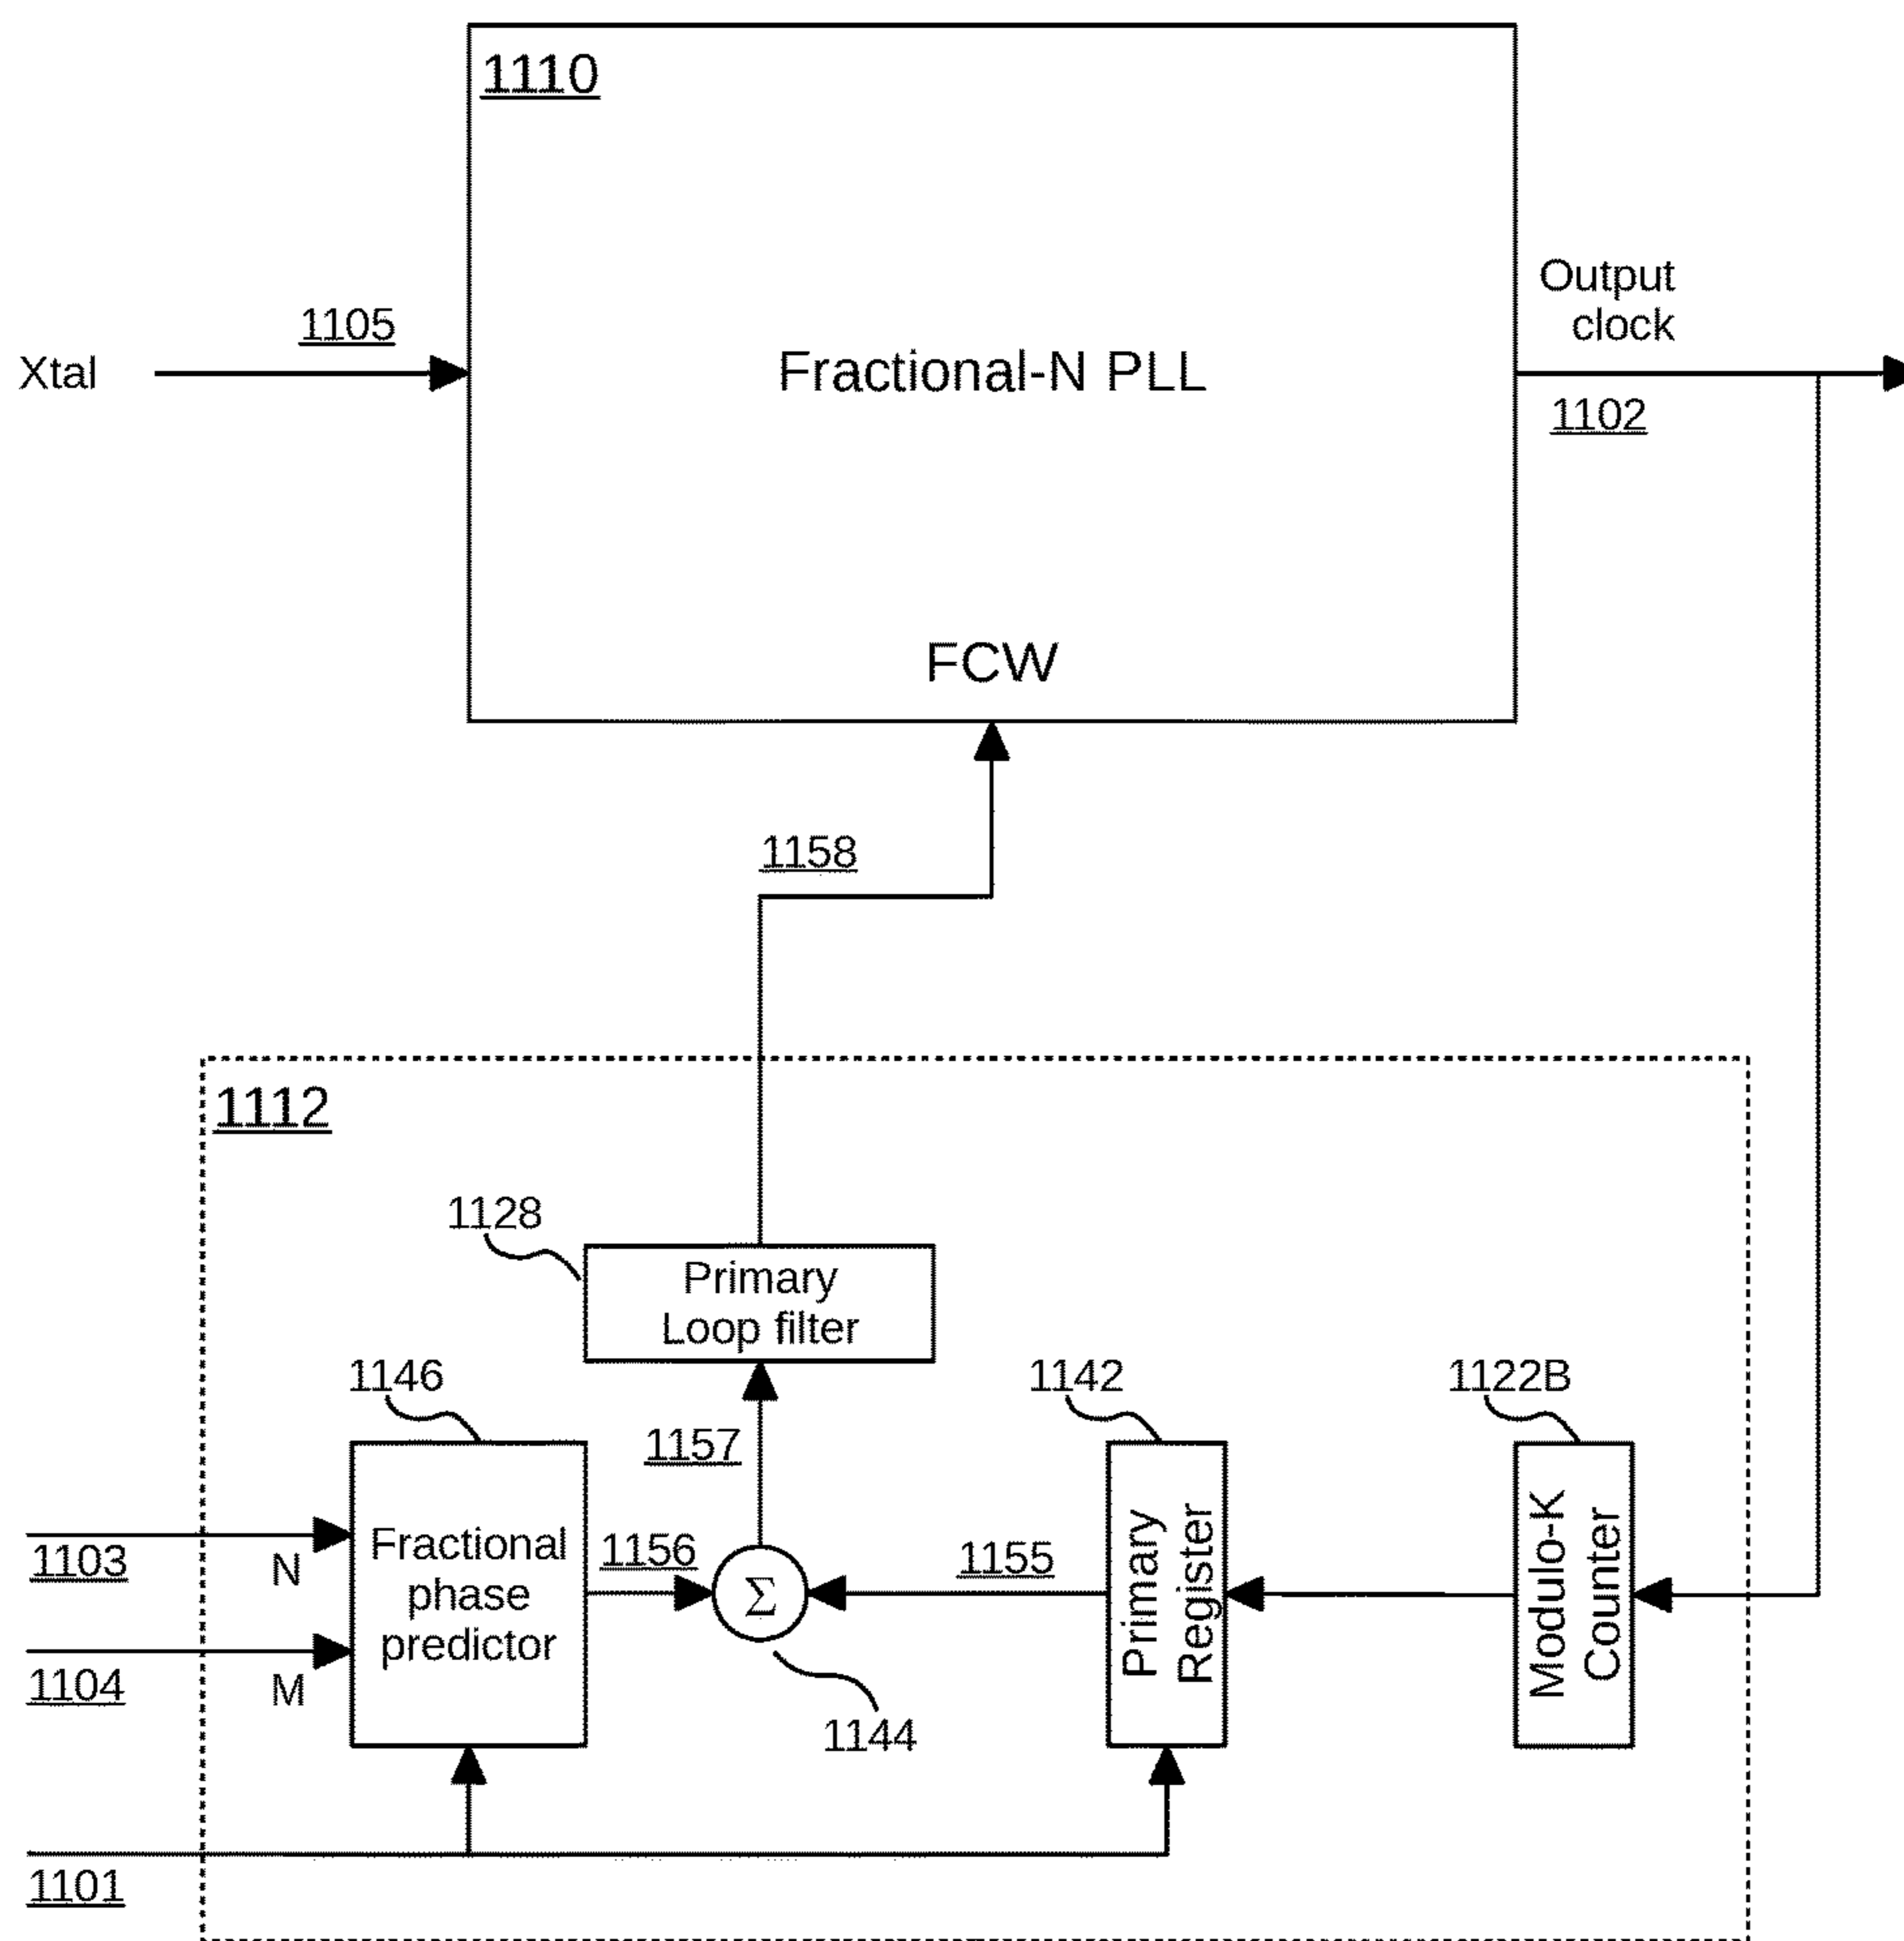 1110
Output
clock
1105
Xtal
Fractional-N PLL
1102
FCW
1158
1112
1128
Primary
Loop filter
1146
1142
1122B
1157
Fractional
phase
predictor
1156
Σ
1155
Primary
Register
Modulo-K
Counter
1103
N
1104
M
1144
1101